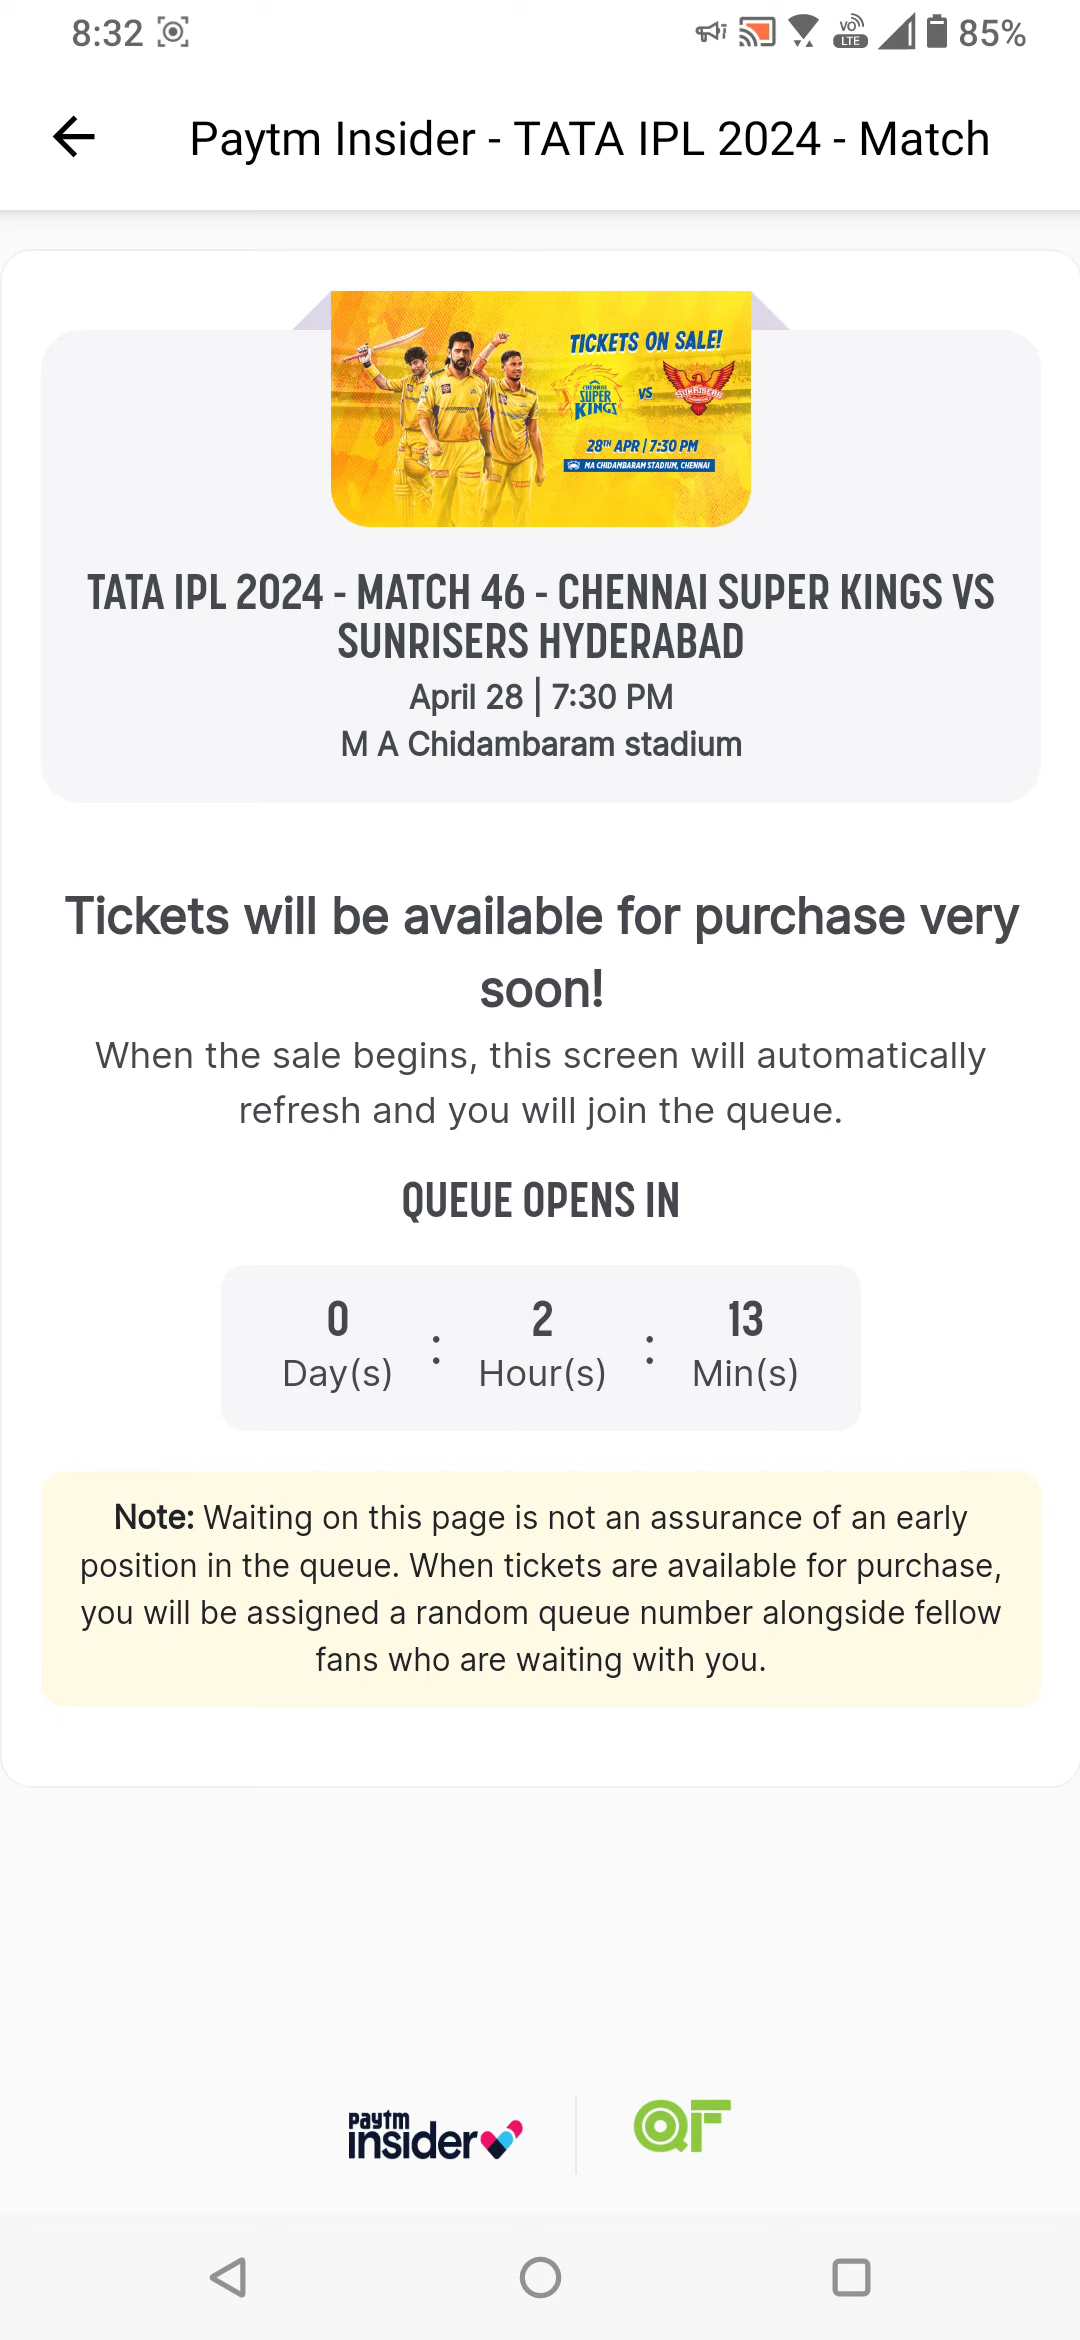 8:32
VO LTE 85%
Paytm Insider - TATA IPL 2024 - Match
TICKETS ON SALE!
CHENNAI
SUPER
KINGS
VS
SUNRISERS
28TH APR | 7:30 PM
MA CHIDAMBARAM STADIUM, CHENNAI
TATA IPL 2024 - MATCH 46 - CHENNAI SUPER KINGS VS
SUNRISERS HYDERABAD
April 28 | 7:30 PM
M A Chidambaram stadium
Tickets will be available for purchase very
soon!
When the sale begins, this screen will automatically
refresh and you will join the queue.
QUEUE OPENS IN
0 : 2 : 13
Day(s) Hour(s) Min(s)
Note: Waiting on this page is not an assurance of an early
position in the queue. When tickets are available for purchase,
you will be assigned a random queue number alongside fellow
fans who are waiting with you.
paytm
insider
QF